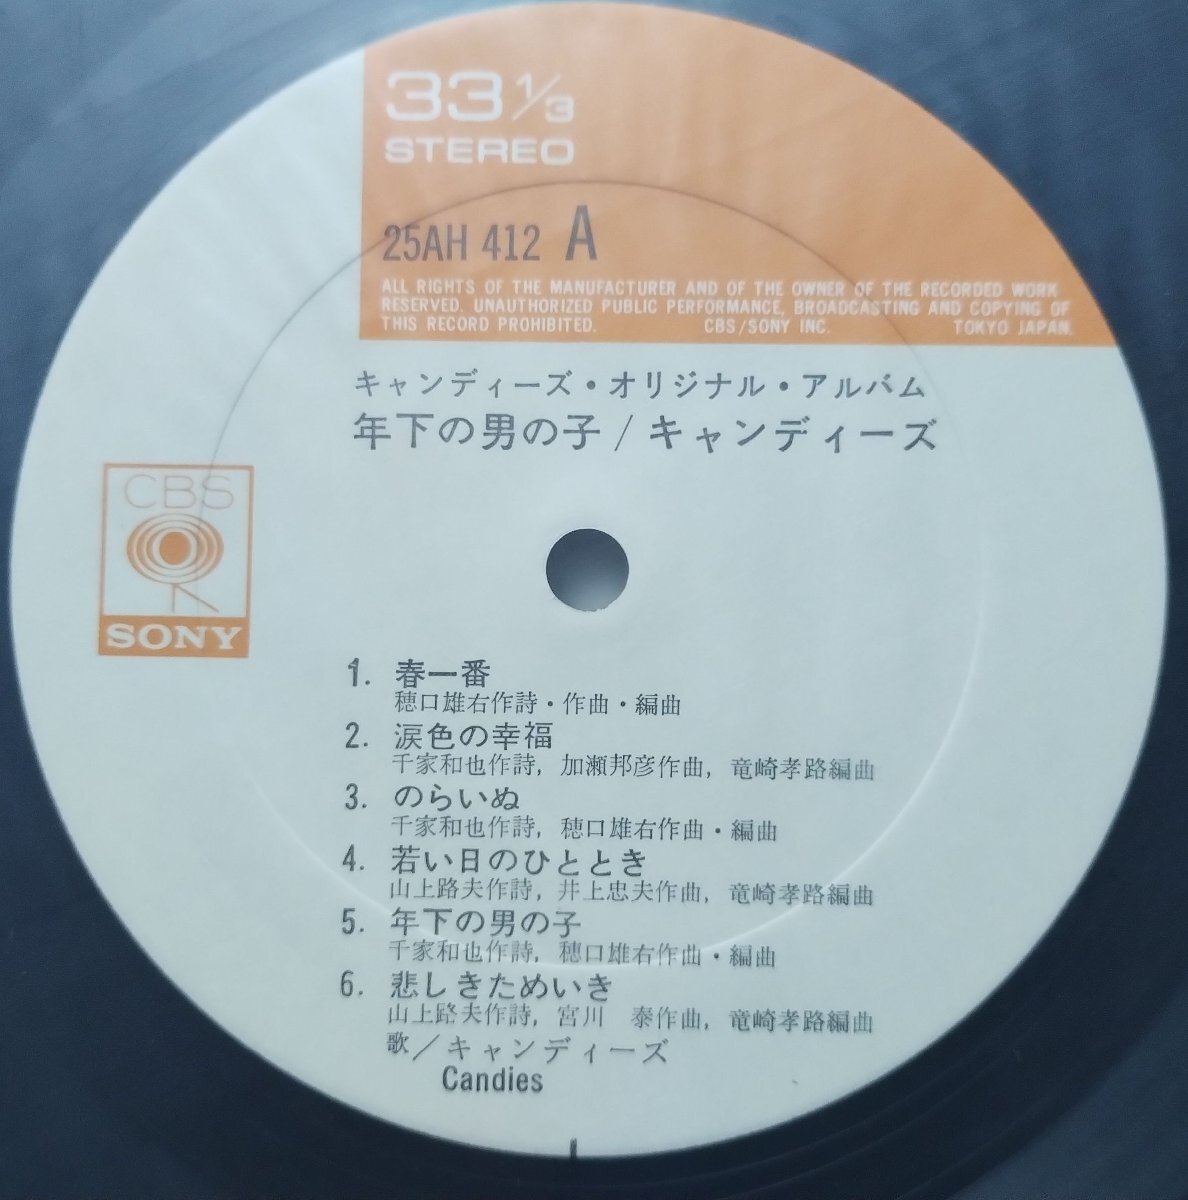 33 1/3
STEREO
25AH 412 A
ALL RIGHTS OF THE MANUFACTURER AND OF THE OWNER OF THE RECORDED WORK
RESERVED. UNAUTHORIZED PUBLIC PERFORMANCE, BROADCASTING AND COPYING OF
THIS RECORD PROHIBITED. CBS/SONY INC. TOKYO JAPAN.
キャンディーズ・オリジナル・アルバム
年下の男の子/キャンディーズ
CBS
SONY
1. 春一番
穂口雄右作詩・作曲・編曲
2. 涙色の幸福
千家和也作詩, 加瀬邦彦作曲, 竜崎孝路編曲
3. のらいぬ
千家和也作詩, 穂口雄右作曲・編曲
4. 若い日のひととき
山上路夫作詩, 井上忠夫作曲, 竜崎孝路編曲
5. 年下の男の子
千家和也作詩, 穂口雄右作曲・編曲
6. 悲しきためいき
山上路夫作詩, 宮川 泰作曲, 竜崎孝路編曲
歌/キャンディーズ
Candies